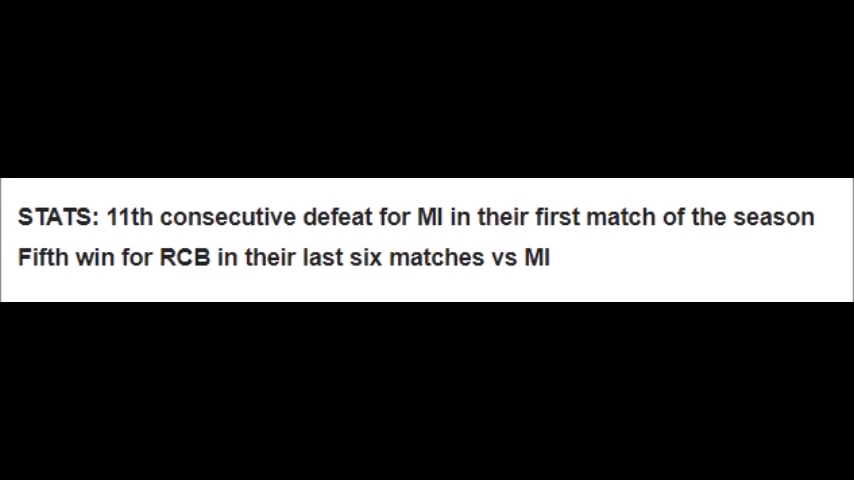 STATS: 11th consecutive defeat for MI in their first match of the season
Fifth win for RCB in their last six matches vs MI